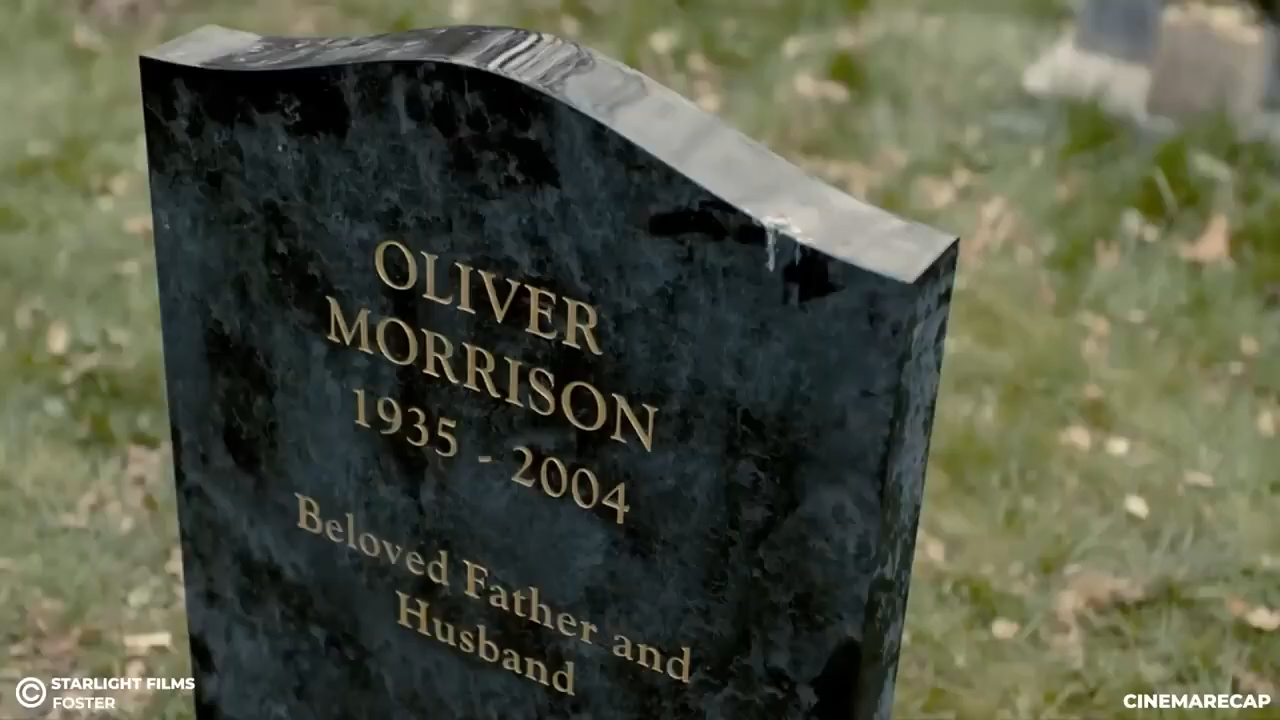 OLIVER
MORRISON
1935 - 2004
Beloved Father and
Husband
© STARLIGHT FILMS
FOSTER
CINEMARECAP